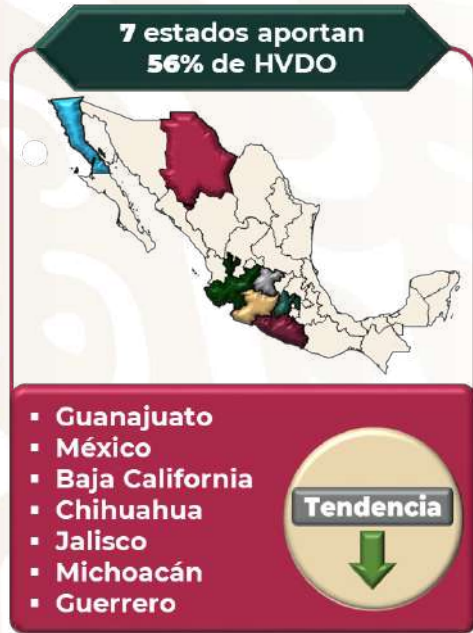 7 estados aportan
56% de HVDO
▪ Guanajuato
▪ México
▪ Baja California
▪ Chihuahua
▪ Jalisco
▪ Michoacán
▪ Guerrero
Tendencia